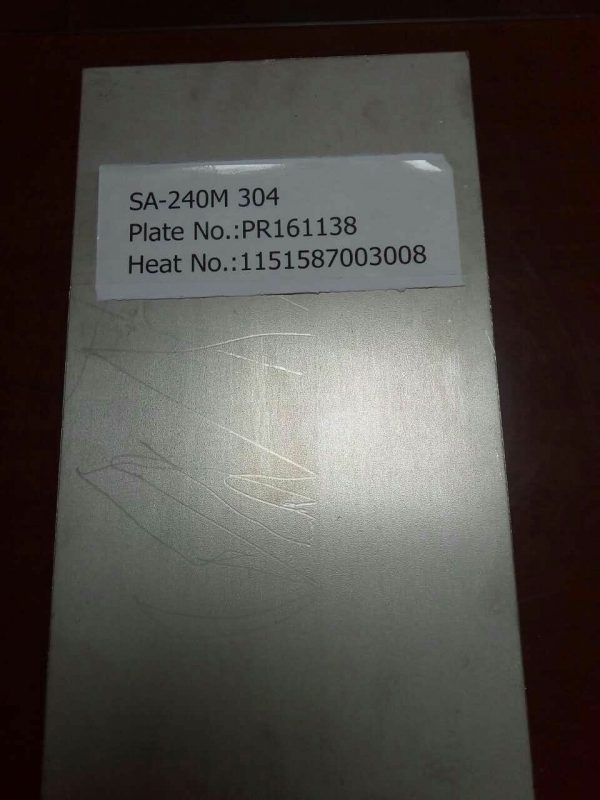 SA-240M 304
Plate No.:PR161138
Heat No.:1151587003008